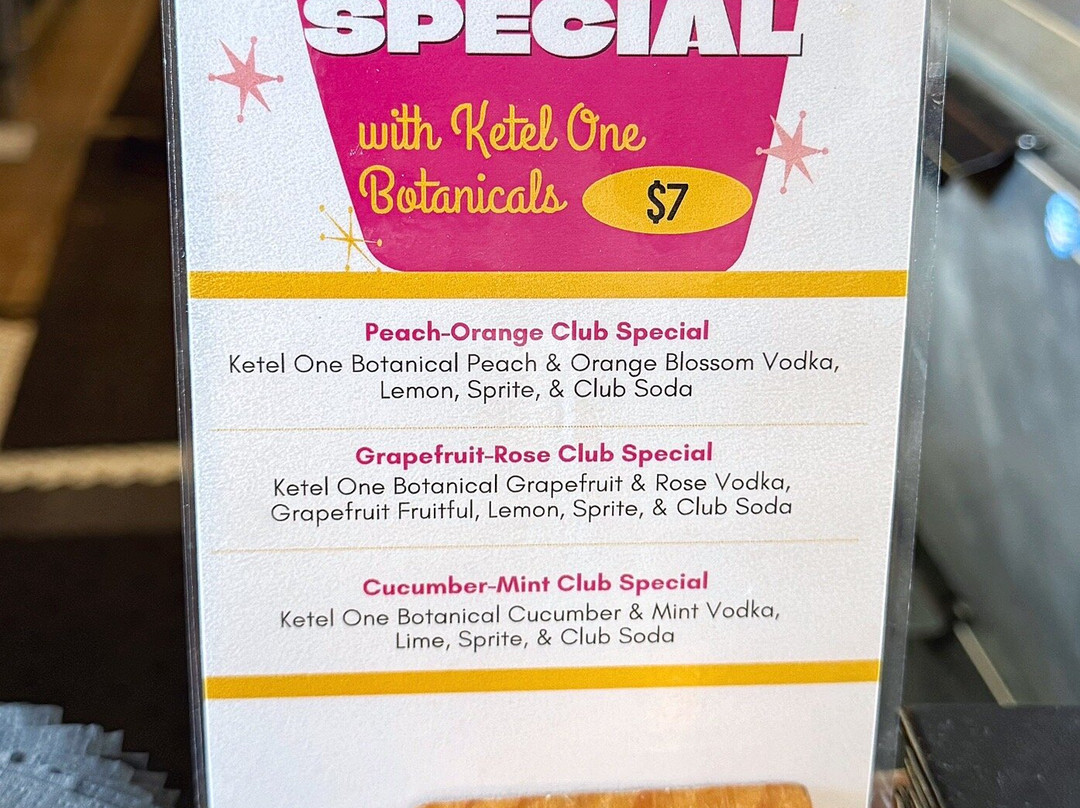 SPECIAL
with Ketel One
Botanicals $7
Peach-Orange Club Special
Ketel One Botanical Peach & Orange Blossom Vodka,
Lemon, Sprite, & Club Soda
Grapefruit-Rose Club Special
Ketel One Botanical Grapefruit & Rose Vodka,
Grapefruit Fruitful, Lemon, Sprite, & Club Soda
Cucumber-Mint Club Special
Ketel One Botanical Cucumber & Mint Vodka,
Lime, Sprite, & Club Soda